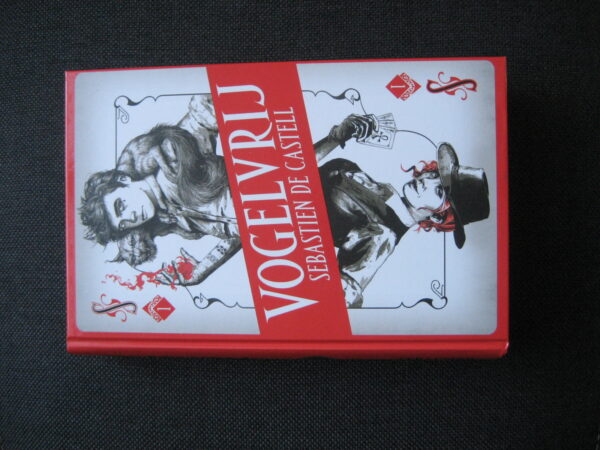 I
VOGELVRIJ
SEBASTIEN DE CASTELL
I